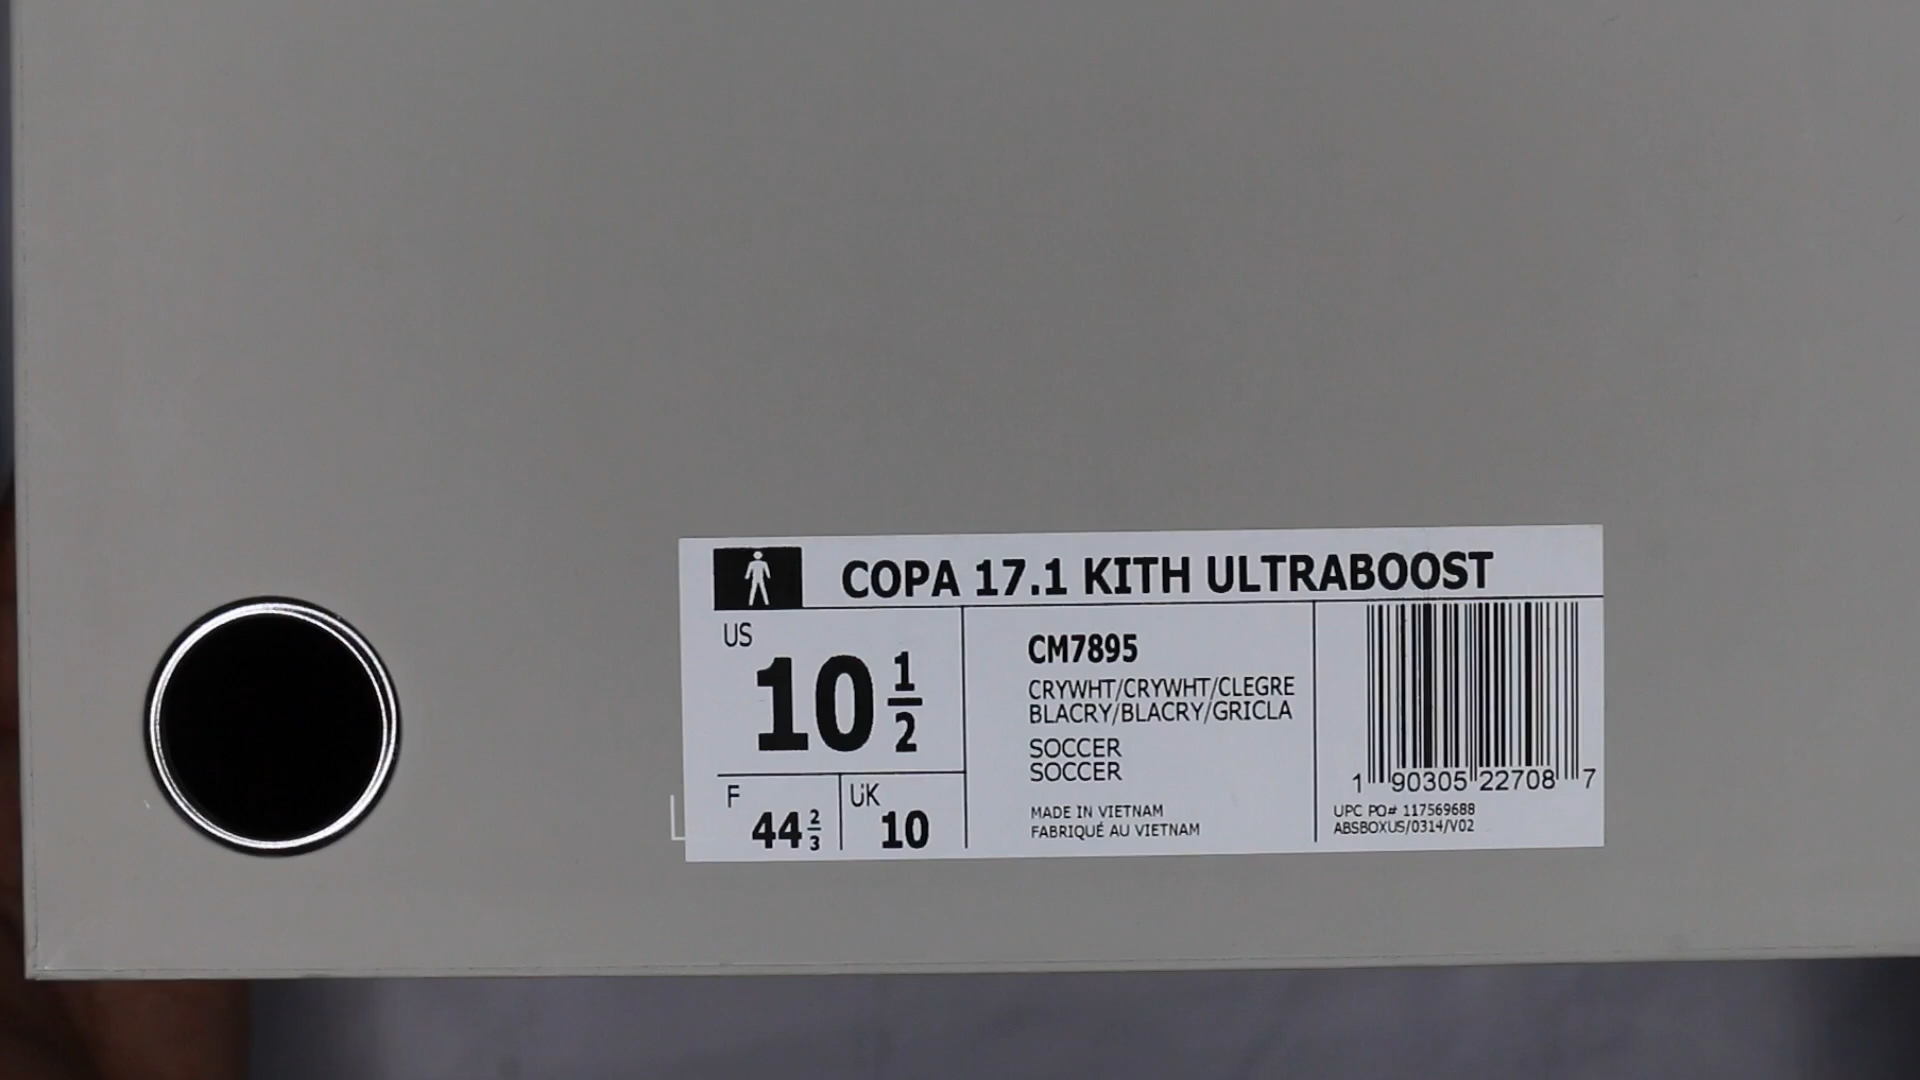 COPA 17.1 KITH ULTRABOOST
US
10 1/2
F
44 2/3
UK
10
CM7895
CRYWHT/CRYWHT/CLEGRE
BLACRY/BLACRY/GRICLA
SOCCER
SOCCER
MADE IN VIETNAM
FABRIQUÉ AU VIETNAM
1 90305 22708 7
UPC PO# 117569688
ABSBOXUS/0314/V02